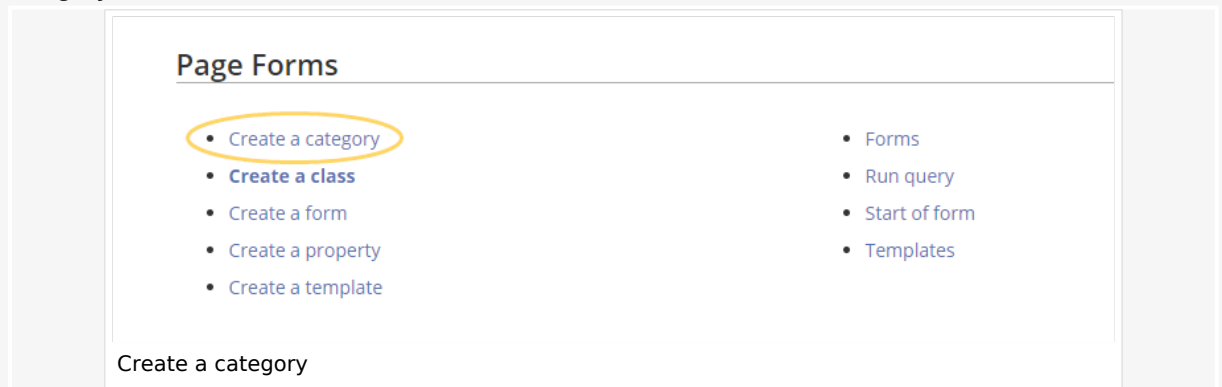 Page Forms
Create a category
Create a class
Create a form
Create a property
Create a template
Forms
Run query
Start of form
Templates
Create a category